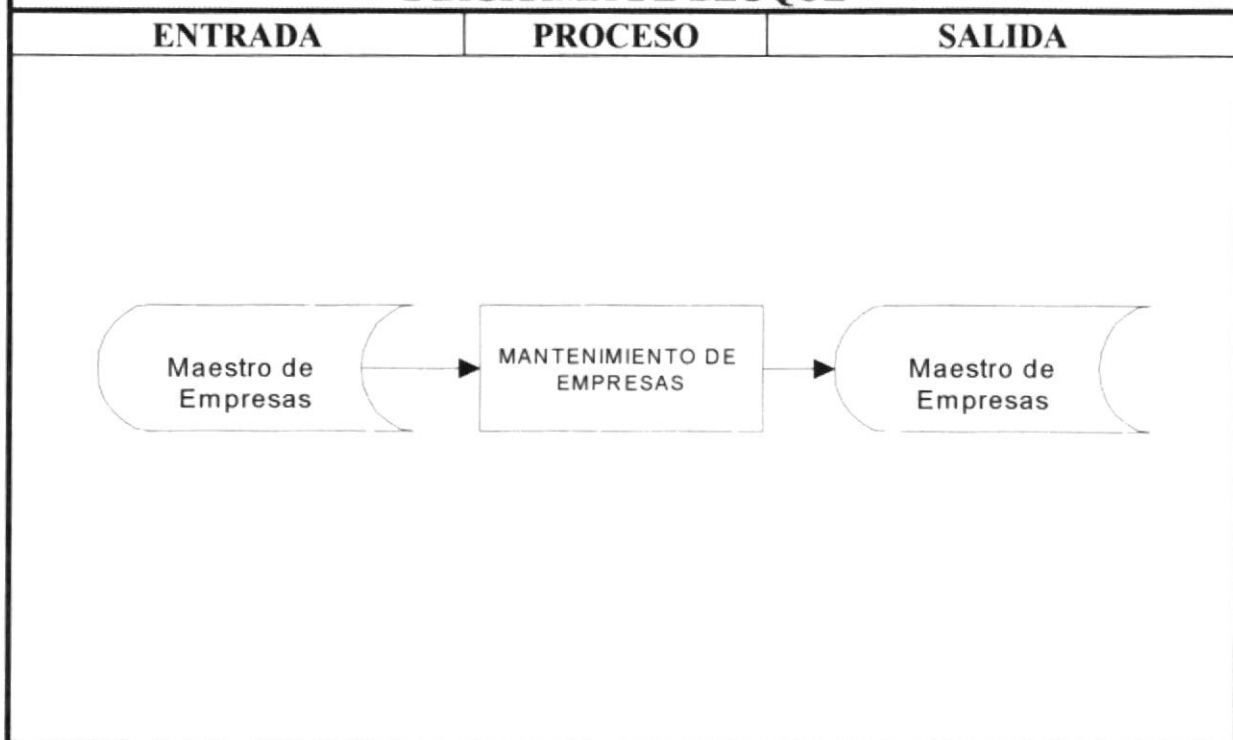 ENTRADA
PROCESO
SALIDA
Maestro de
Empresas
MANTENIMIENTO DE
EMPRESAS
Maestro de
Empresas